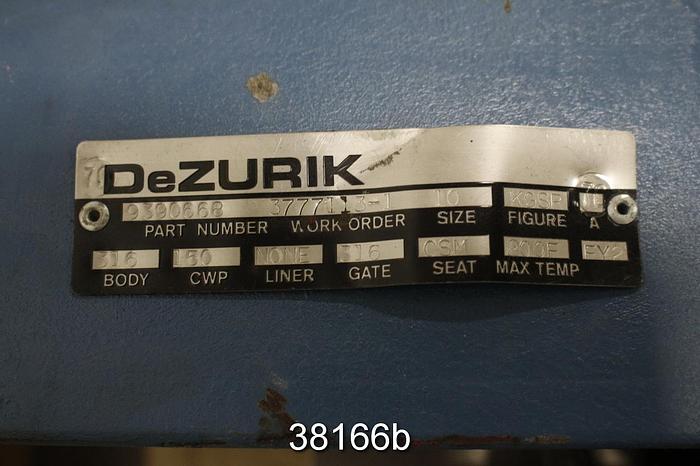 DeZURIK
9390668 3777113-1 10 KGSP
PART NUMBER WORK ORDER SIZE FIGURE A
316 150 NONE 316 CSM
BODY CWP LINER GATE SEAT MAX TEMP
38166b